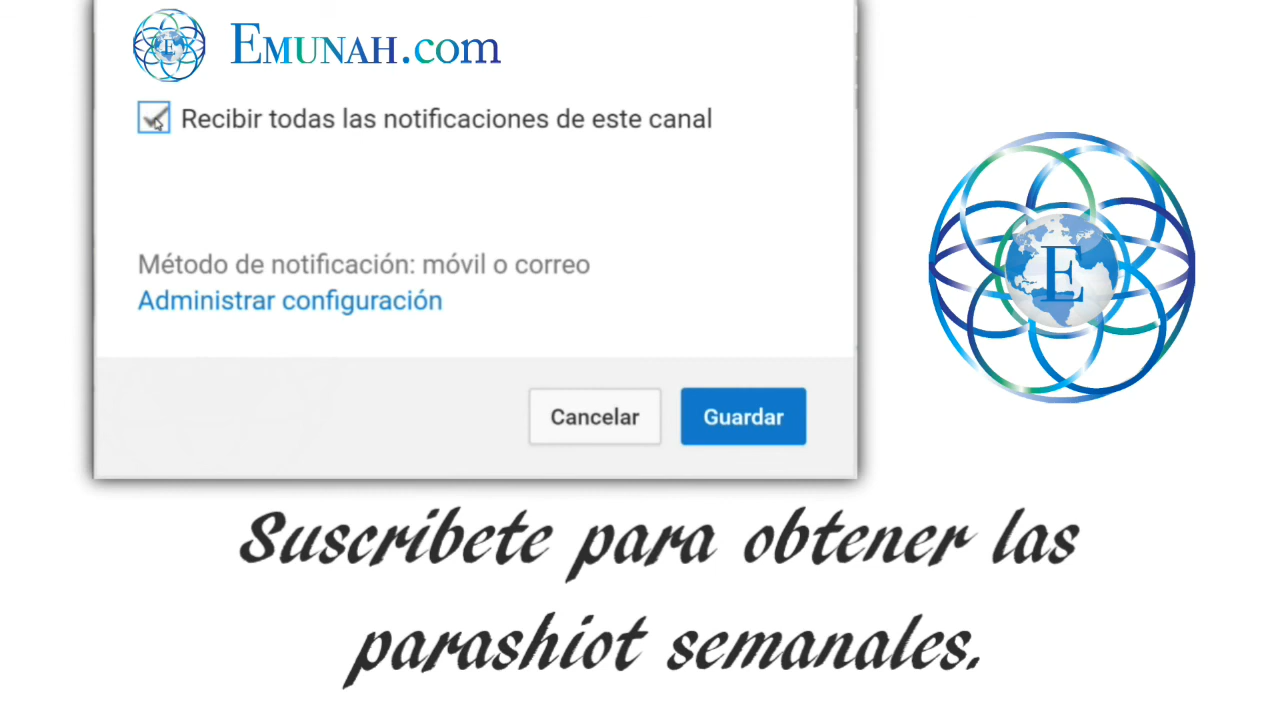 E
EMUNAH.com
Recibir todas las notificaciones de este canal
Método de notificación: móvil o correo
Administrar configuración
E
Cancelar
Guardar
Suscribete para obtener las
parashiot semanales.